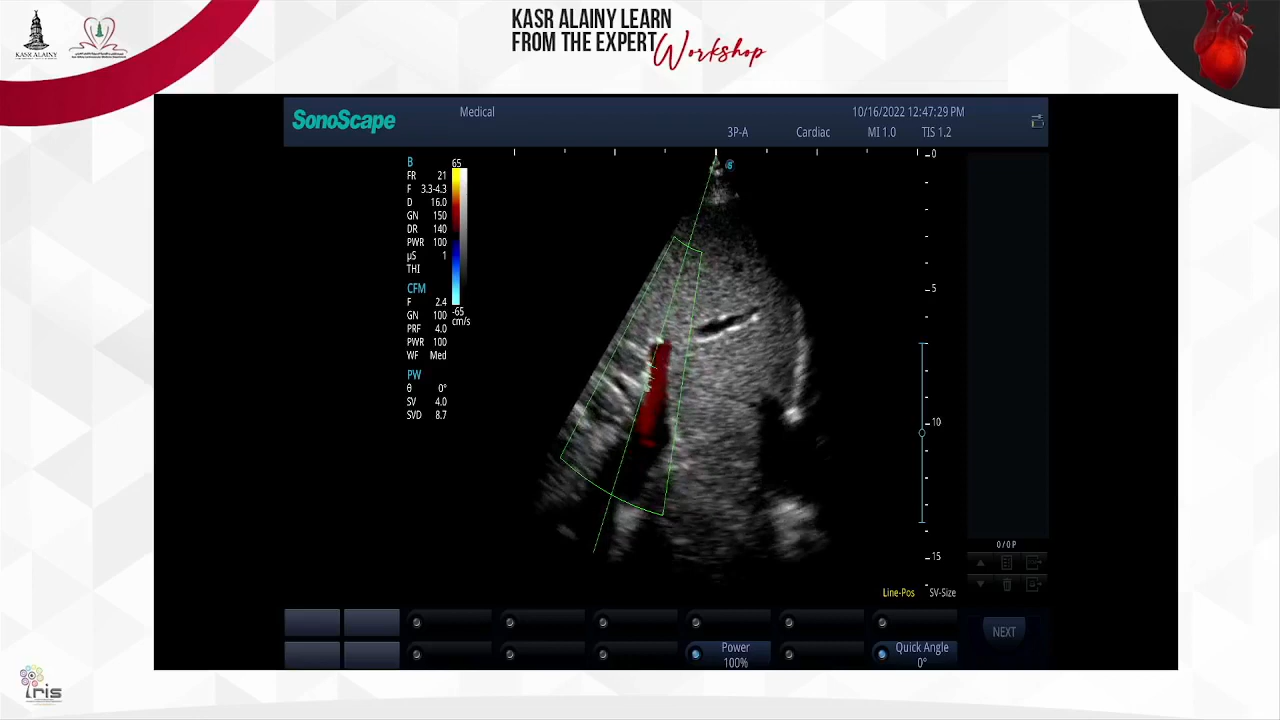 KASR ALAINY LEARN
FROM THE EXPERT
Workshop
KASR ALAINY
SonoScape
Medical
10/16/2022 12:47:29 PM
3P-A
Cardiac
MI 1.0
TIS 1.2
B
FR 21
F 3.3-4.3
D 16.0
GN 150
DR 140
PWR 100
µS 1
THI
CFM
F 2.4
GN 100
PRF 4.0
PWR 100
WF Med
PW
θ 0°
SV 4.0
SVD 8.7
65
-65
cm/s
0
5
10
15
0/0P
Line-Pos
SV-Size
NEXT
Power
100%
Quick Angle
0°
iris